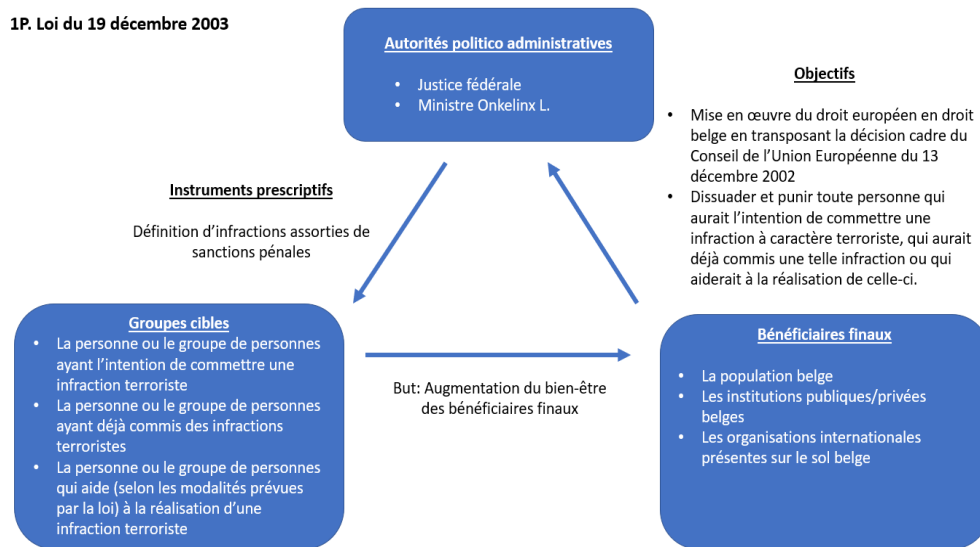 1P. Loi du 19 décembre 2003
Autorités politico administratives
• Justice fédérale
• Ministre Onkelinx L.
Objectifs
• Mise en œuvre du droit européen en droit
belge en transposant la décision cadre du
Conseil de l’Union Européenne du 13
décembre 2002
• Dissuader et punir toute personne qui
aurait l’intention de commettre une
infraction à caractère terroriste, qui aurait
déjà commis une telle infraction ou qui
aiderait à la réalisation de celle-ci.
Instruments prescriptifs
Définition d’infractions assorties de
sanctions pénales
Groupes cibles
• La personne ou le groupe de personnes
ayant l’intention de commettre une
infraction terroriste
• La personne ou le groupe de personnes
ayant déjà commis des infractions
terroristes
• La personne ou le groupe de personnes
qui aide (selon les modalités prévues
par la loi) à la réalisation d’une
infraction terroriste
But: Augmentation du bien-être
des bénéficiaires finaux
Bénéficiaires finaux
• La population belge
• Les institutions publiques/privées
belges
• Les organisations internationales
présentes sur le sol belge